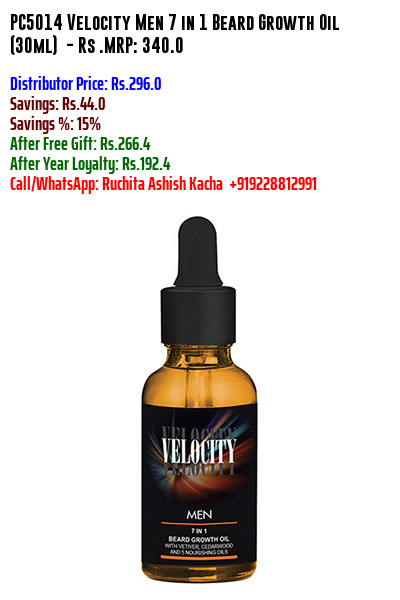 PC5014 Velocity Men 7 in 1 Beard Growth Oil
(30ml) - Rs .MRP: 340.0
Distributor Price: Rs.296.0
Savings: Rs.44.0
Savings %: 15%
After Free Gift: Rs.266.4
After Year Loyalty: Rs.192.4
Call/WhatsApp: Ruchita Ashish Kacha +919228812991
VELOCITY
VELOCITY
VELOCITY
MEN
7 IN 1
BEARD GROWTH OIL
WITH VETIVER, CEDARWOOD
AND 5 NOURISHING OILS